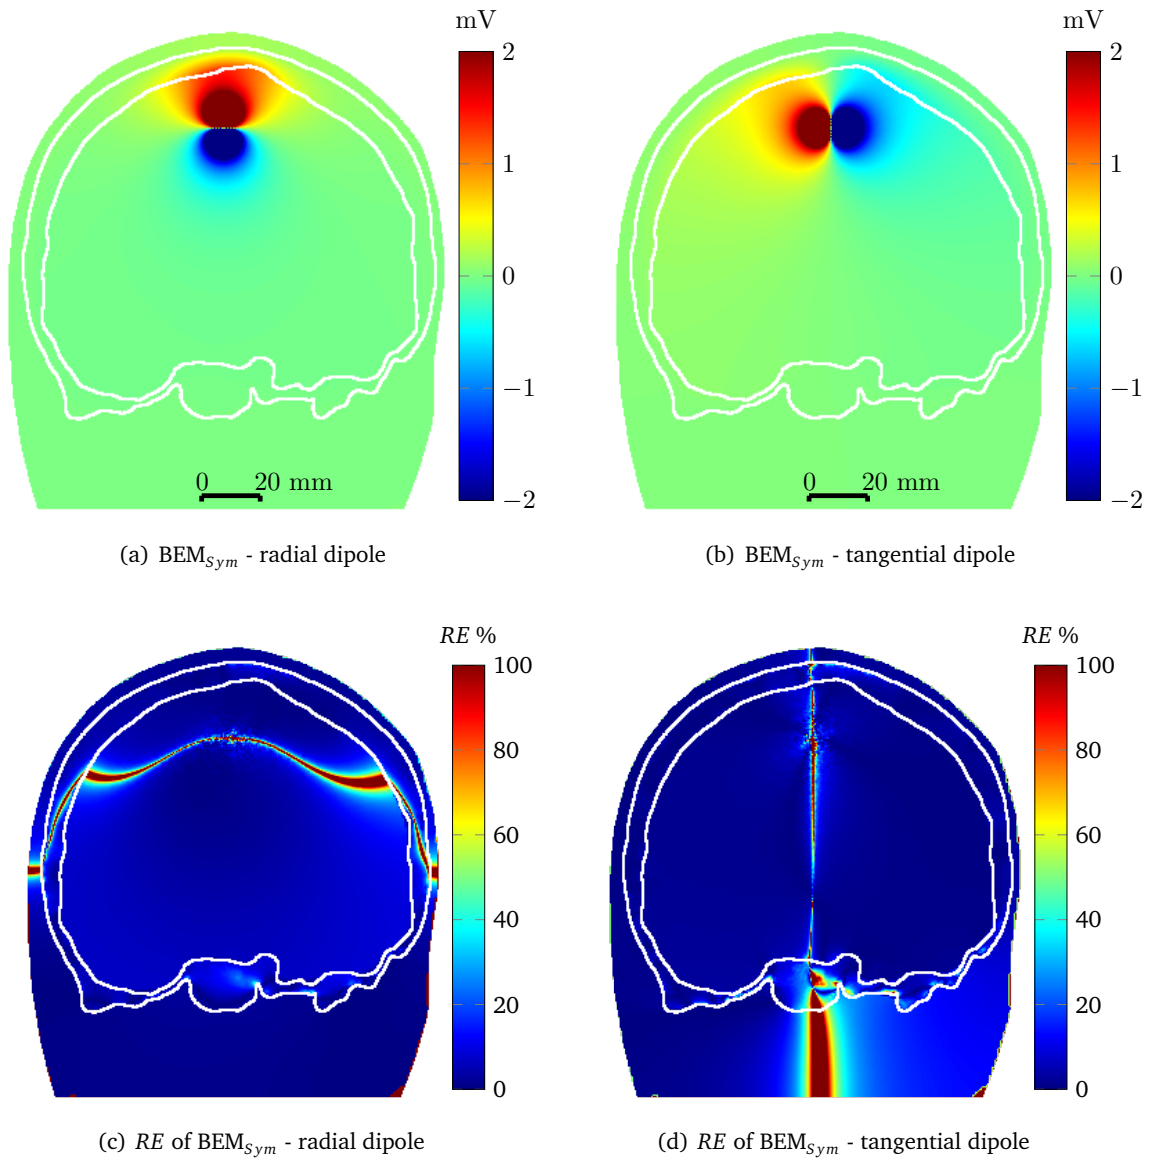 mV
2
1
0
−1
−2
0 20 mm
(a) BEM_Sym - radial dipole
mV
2
1
0
−1
−2
0 20 mm
(b) BEM_Sym - tangential dipole
RE %
100
80
60
40
20
0
(c) RE of BEM_Sym - radial dipole
RE %
100
80
60
40
20
0
(d) RE of BEM_Sym - tangential dipole